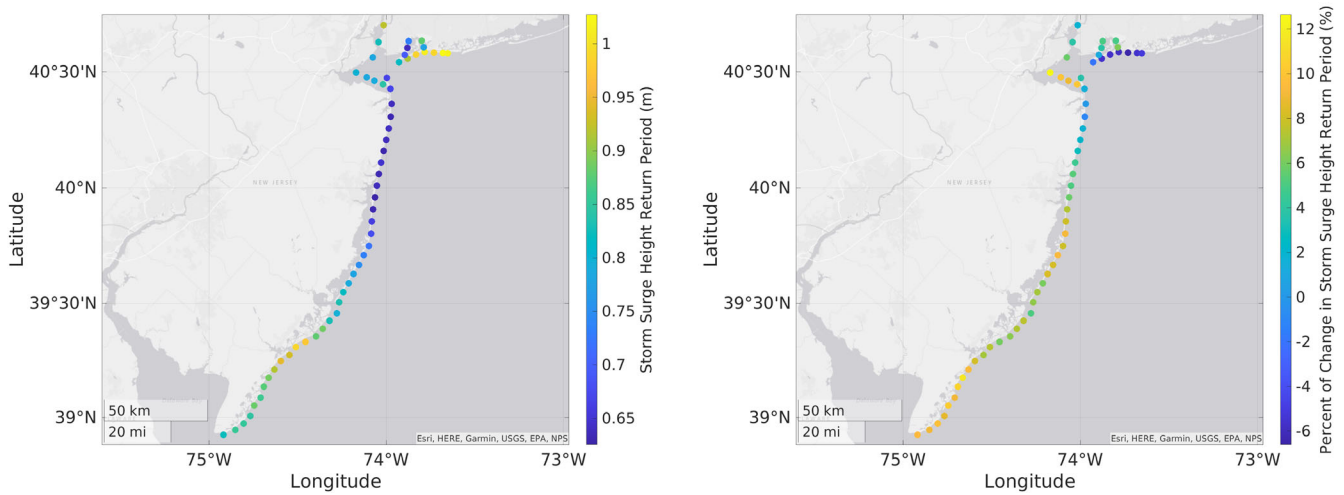 40°30'N
40°N
39°30'N
39°N
Latitude
75°W
74°W
73°W
Longitude
NEW JERSEY
50 km
20 mi
Esri, HERE, Garmin, USGS, EPA, NPS
1
0.95
0.9
0.85
0.8
0.75
0.7
0.65
Storm Surge Height Return Period (m)
40°30'N
40°N
39°30'N
39°N
Latitude
75°W
74°W
73°W
Longitude
NEW JERSEY
50 km
20 mi
Esri, HERE, Garmin, USGS, EPA, NPS
12
10
8
6
4
2
0
-2
-4
-6
Percent of Change in Storm Surge Height Return Period (%)